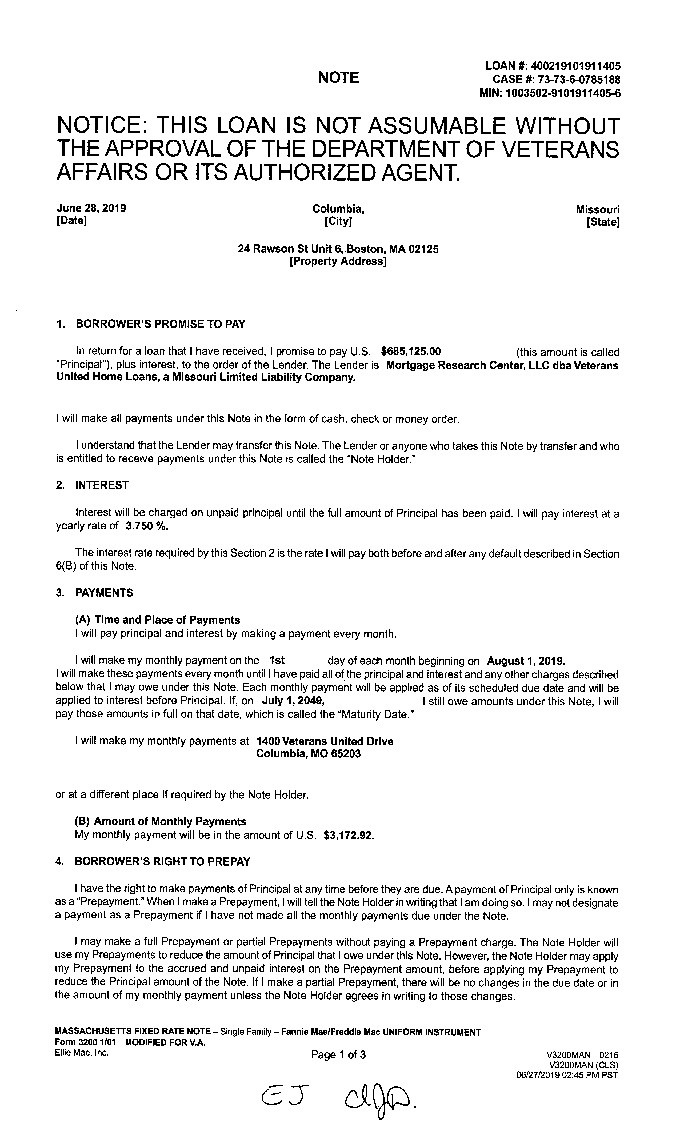 LOAN #: 400219101911405
NOTE
CASE #: 73-73-6-0785188
MIN: 1003502-9101911405-6
NOTICE: THIS LOAN IS NOT ASSUMABLE WITHOUT
THE APPROVAL OF THE DEPARTMENT OF VETERANS
AFFAIRS OR ITS AUTHORIZED AGENT.
June 28, 2019 Columbia, Missouri
[Date] [City] [State]
24 Rawson St Unit 6, Boston, MA 02125
[Property Address]
1. BORROWER'S PROMISE TO PAY
In return for a loan that I have received, I promise to pay U.S. $685,125.00 (this amount is called
"Principal"), plus interest, to the order of the Lender. The Lender is Mortgage Research Center, LLC dba Veterans
United Home Loans, a Missouri Limited Liability Company.
I will make all payments under this Note in the form of cash, check or money order.
I understand that the Lender may transfer this Note. The Lender or anyone who takes this Note by transfer and who
is entitled to receive payments under this Note is called the "Note Holder."
2. INTEREST
Interest will be charged on unpaid principal until the full amount of Principal has been paid. I will pay interest at a
yearly rate of 3.750 %.
The interest rate required by this Section 2 is the rate I will pay both before and after any default described in Section
6(B) of this Note.
3. PAYMENTS
(A) Time and Place of Payments
I will pay principal and interest by making a payment every month.
I will make my monthly payment on the 1st day of each month beginning on August 1, 2019.
I will make these payments every month until I have paid all of the principal and interest and any other charges described
below that I may owe under this Note. Each monthly payment will be applied as of its scheduled due date and will be
applied to interest before Principal. If, on July 1, 2049, I still owe amounts under this Note, I will
pay those amounts in full on that date, which is called the "Maturity Date."
I will make my monthly payments at 1400 Veterans United Drive
Columbia, MO 65203
or at a different place if required by the Note Holder.
(B) Amount of Monthly Payments
My monthly payment will be in the amount of U.S. $3,172.92.
4. BORROWER'S RIGHT TO PREPAY
I have the right to make payments of Principal at any time before they are due. A payment of Principal only is known
as a "Prepayment." When I make a Prepayment, I will tell the Note Holder in writing that I am doing so. I may not designate
a payment as a Prepayment if I have not made all the monthly payments due under the Note.
I may make a full Prepayment or partial Prepayments without paying a Prepayment charge. The Note Holder will
use my Prepayments to reduce the amount of Principal that I owe under this Note. However, the Note Holder may apply
my Prepayment to the accrued and unpaid interest on the Prepayment amount, before applying my Prepayment to
reduce the Principal amount of the Note. If I make a partial Prepayment, there will be no changes in the due date or in
the amount of my monthly payment unless the Note Holder agrees in writing to those changes.
MASSACHUSETTS FIXED RATE NOTE – Single Family – Fannie Mae/Freddie Mac UNIFORM INSTRUMENT
Form 3200 1/01 MODIFIED FOR V.A.
Ellie Mae, Inc. Page 1 of 3 V3200MAN 0216
V3200MAN (CLS)
06/27/2019 02:45 PM PST
EJ